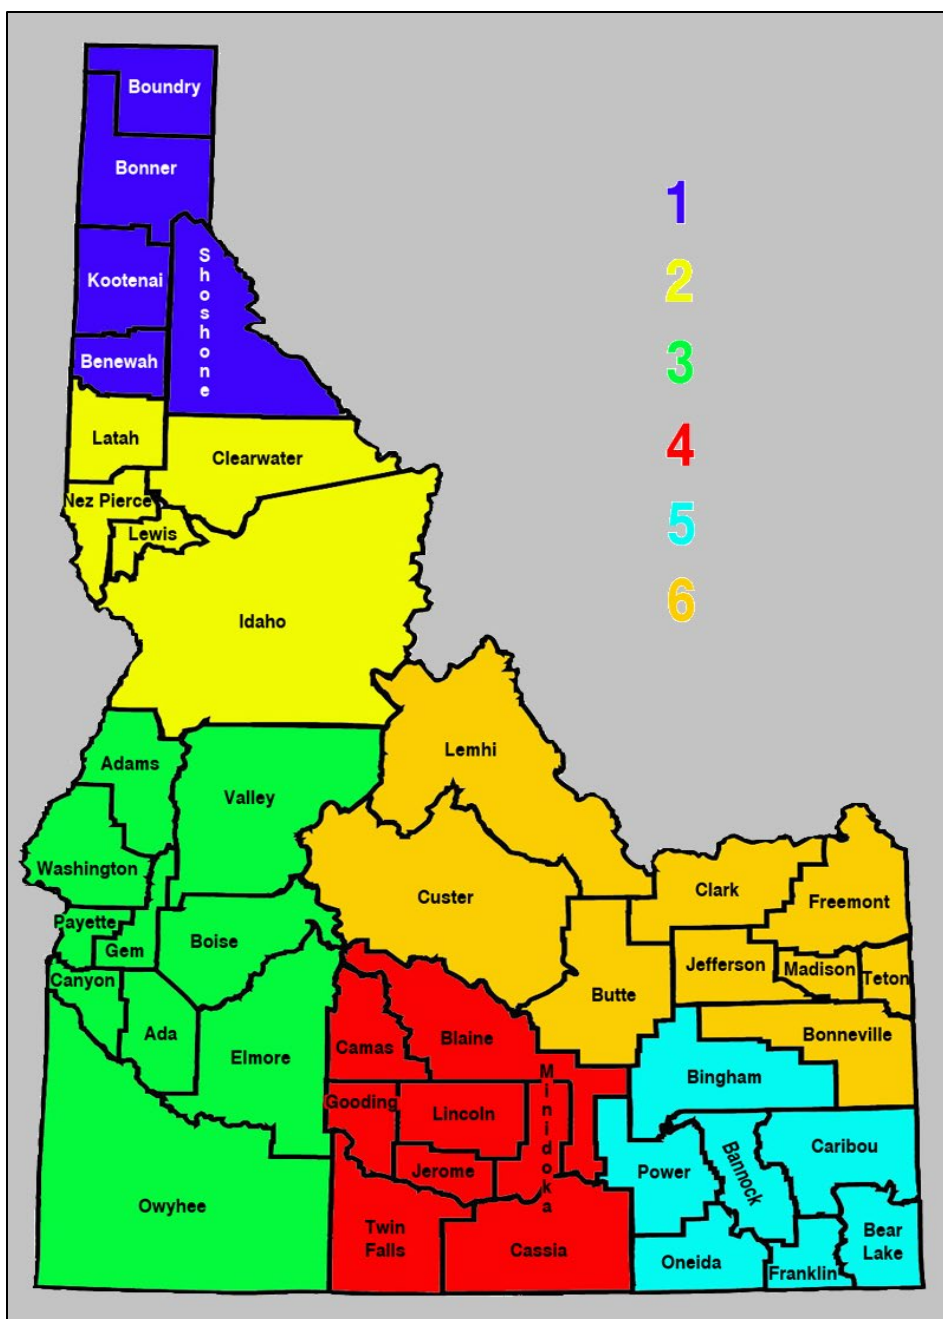 Boundry
Bonner
1
Shoshone
2
Kootenai
3
Benewah
Latah
4
Clearwater
Nez Pierce
5
Lewis
6
Idaho
Lemhi
Adams
Valley
Washington
Custer
Clark
Freemont
Payette
Gem
Boise
Jefferson
Madison
Teton
Canyon
Butte
Ada
Elmore
Camas
Blaine
Bonneville
Minidoka
Bingham
Gooding
Lincoln
Jerome
Power
Bannock
Caribou
Owyhee
Twin
Falls
Cassia
Oneida
Franklin
Bear
Lake